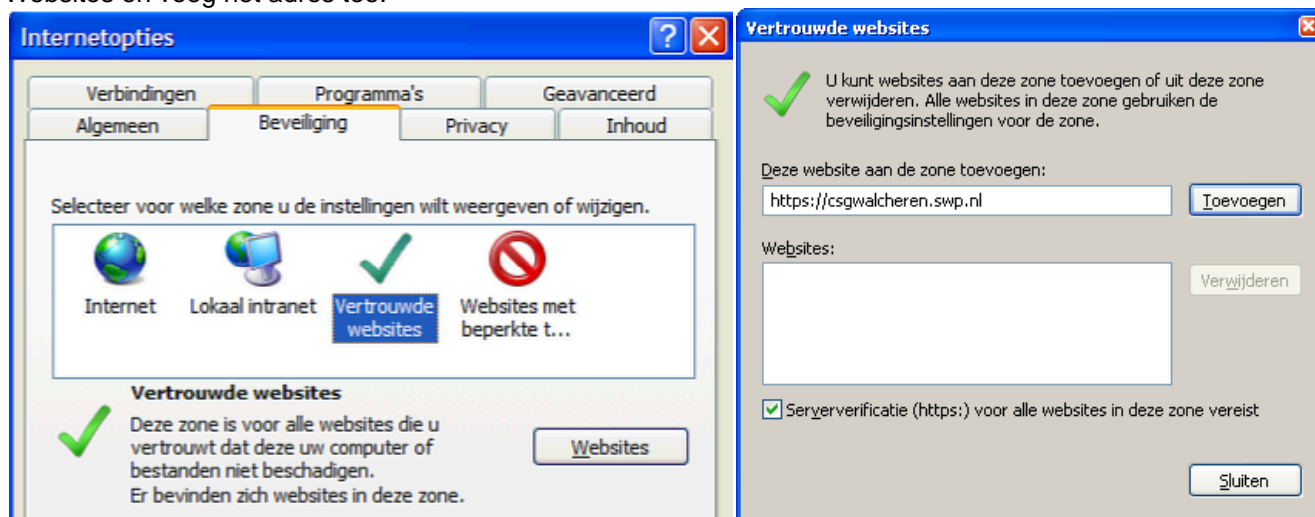 Websites en voeg het adres toe.
Internetopties
Verbindingen Programma's Geavanceerd
Algemeen Beveiliging Privacy Inhoud
Selecteer voor welke zone u de instellingen wilt weergeven of wijzigen.
Internet Lokaal intranet Vertrouwde websites Websites met beperkte t...
Vertrouwde websites
Deze zone is voor alle websites die u
vertrouwt dat deze uw computer of
bestanden niet beschadigen.
Er bevinden zich websites in deze zone.
Websites
Vertrouwde websites
U kunt websites aan deze zone toevoegen of uit deze zone
verwijderen. Alle websites in deze zone gebruiken de
beveiligingsinstellingen voor de zone.
Deze website aan de zone toevoegen:
https://csgwalcheren.swp.nl Toevoegen
Websites:
Verwijderen
Serververificatie (https:) voor alle websites in deze zone vereist
Sluiten